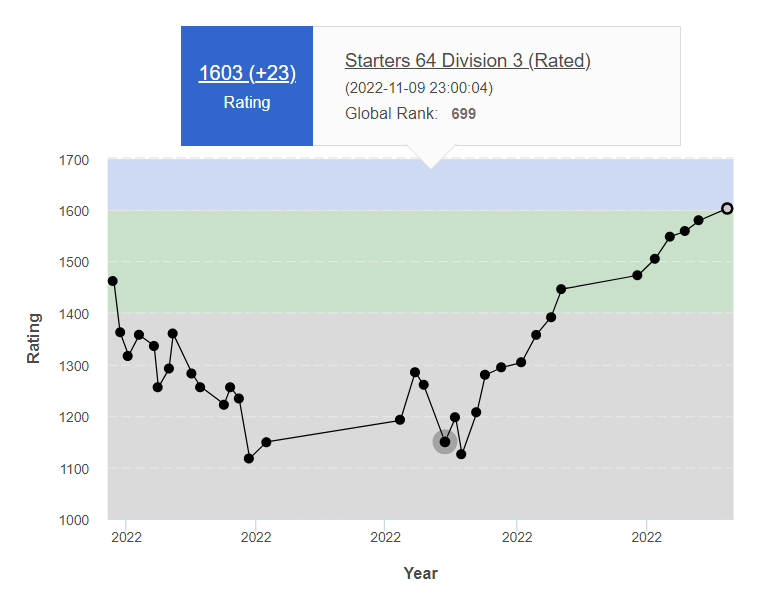 1603 (+23)
Rating
Starters 64 Division 3 (Rated)
(2022-11-09 23:00:04)
Global Rank: 699
1700
1600
1500
1400
1300
1200
1100
1000
Rating
2022 2022 2022 2022 2022
Year